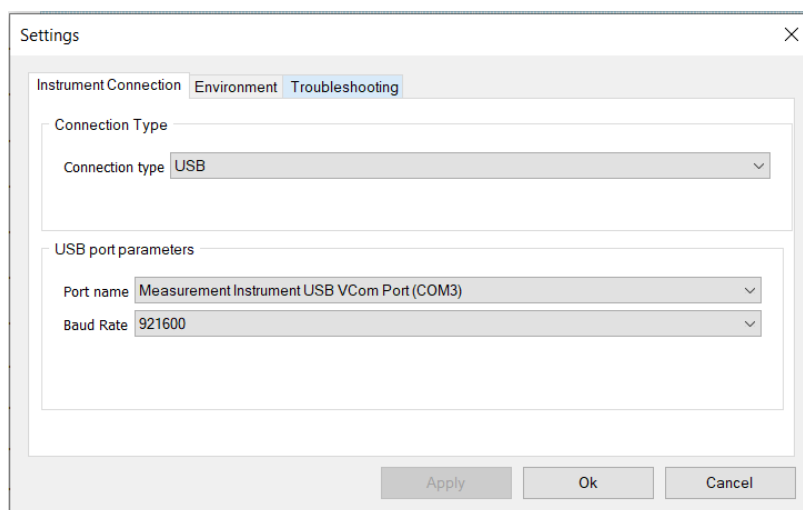 Settings
Instrument Connection Environment Troubleshooting
Connection Type
Connection type USB
USB port parameters
Port name Measurement Instrument USB VCom Port (COM3)
Baud Rate 921600
Apply Ok Cancel